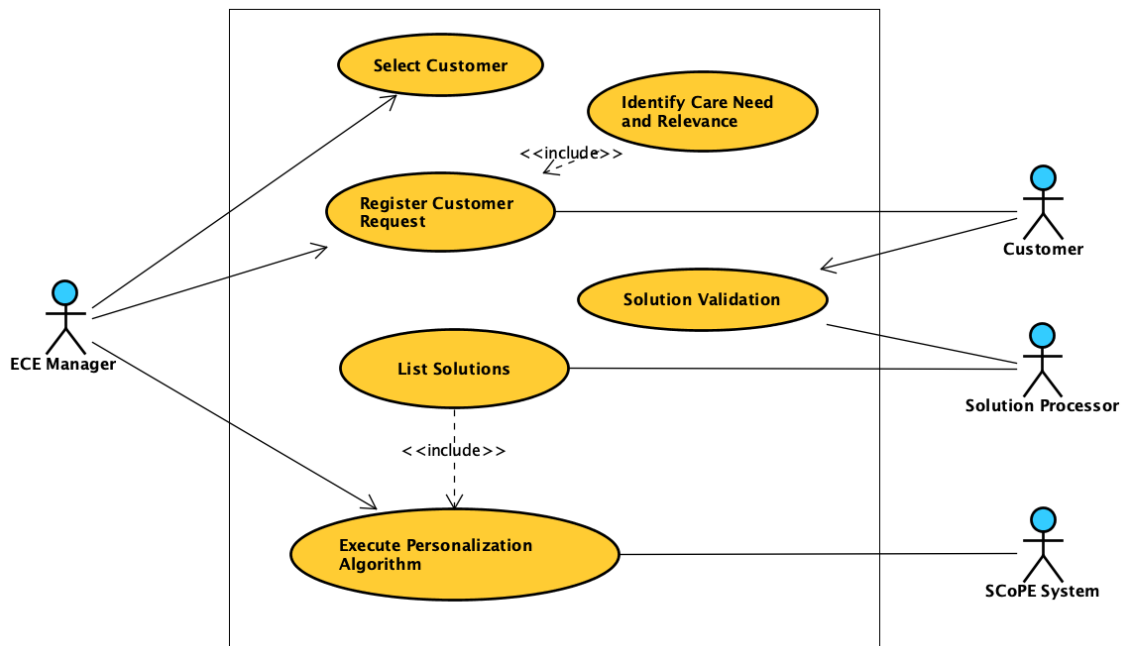 Select Customer
Identify Care Need
and Relevance
<<include>>
Register Customer
Request
Customer
Solution Validation
ECE Manager
List Solutions
Solution Processor
<<include>>
Execute Personalization
Algorithm
SCoPE System